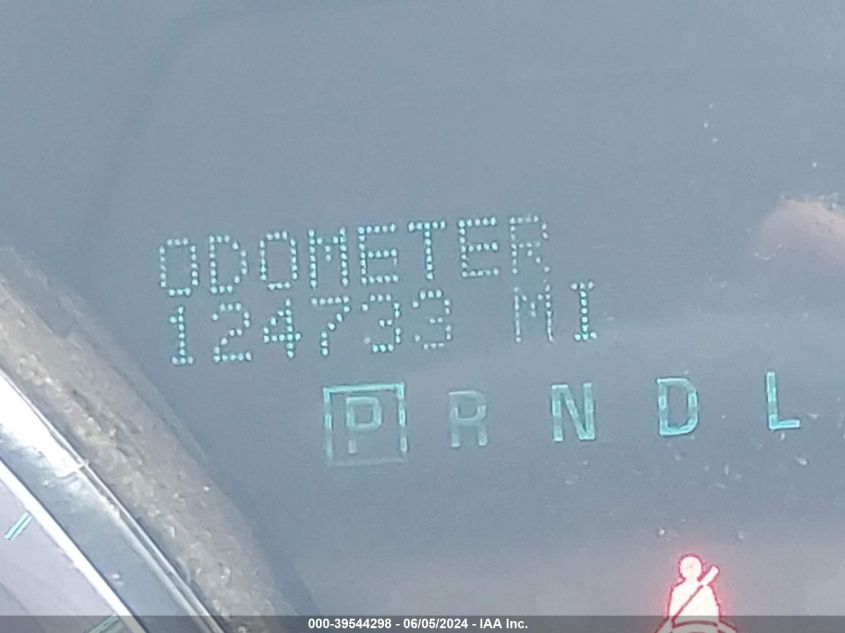 ODOMETER
124733 MI
P R N D L
000-39544298 - 06/05/2024 - IAA Inc.